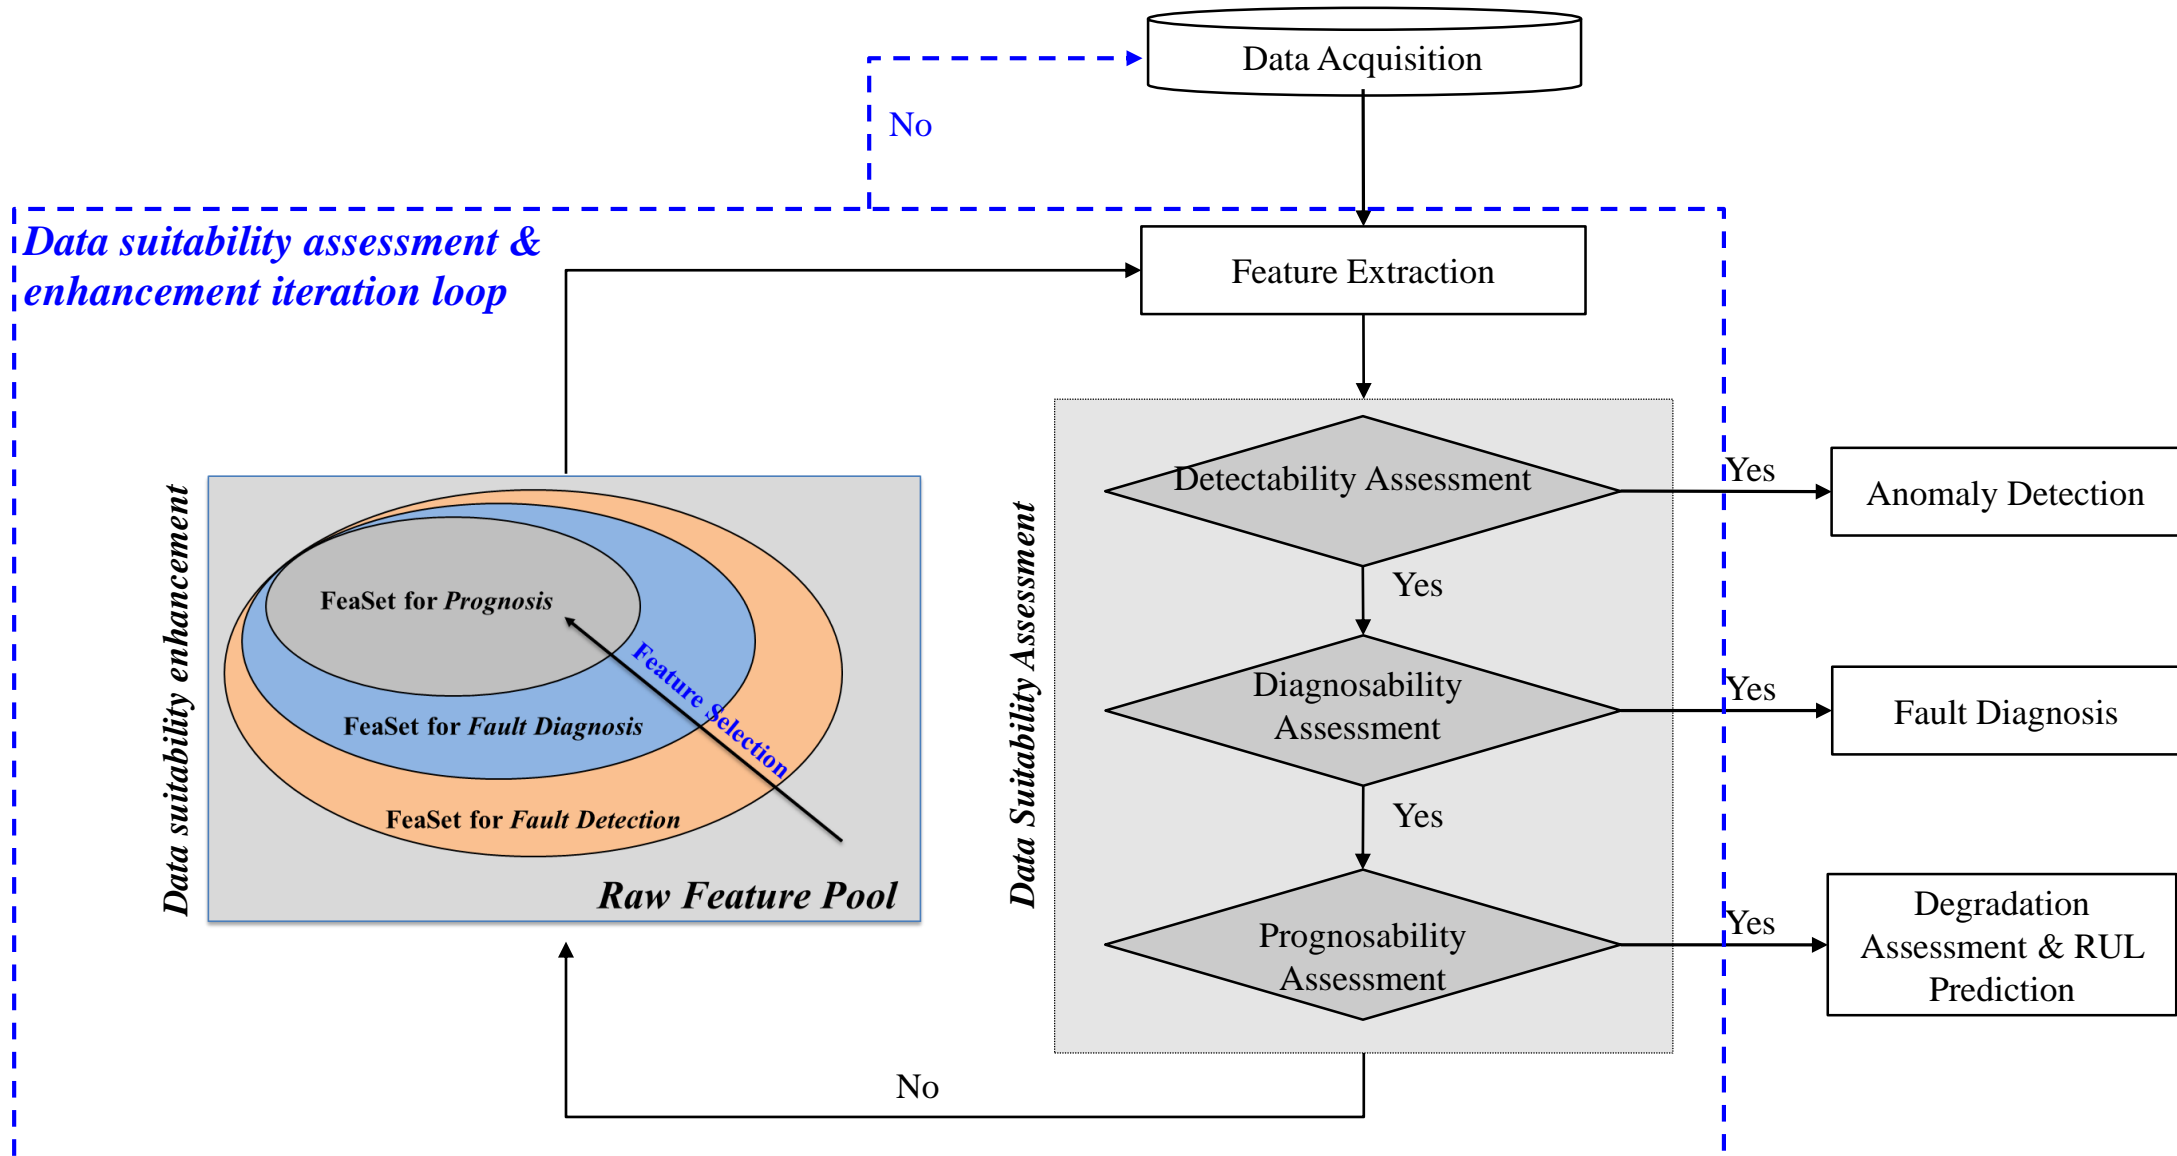 Data Acquisition
No
Data suitability assessment &
enhancement iteration loop
Feature Extraction
Data suitability enhancement
FeaSet for Prognosis
Feature Selection
FeaSet for Fault Diagnosis
FeaSet for Fault Detection
Raw Feature Pool
Data Suitability Assessment
Detectability Assessment
Yes
Anomaly Detection
Yes
Diagnosability
Assessment
Yes
Fault Diagnosis
Yes
Prognosability
Assessment
Yes
Degradation
Assessment & RUL
Prediction
No